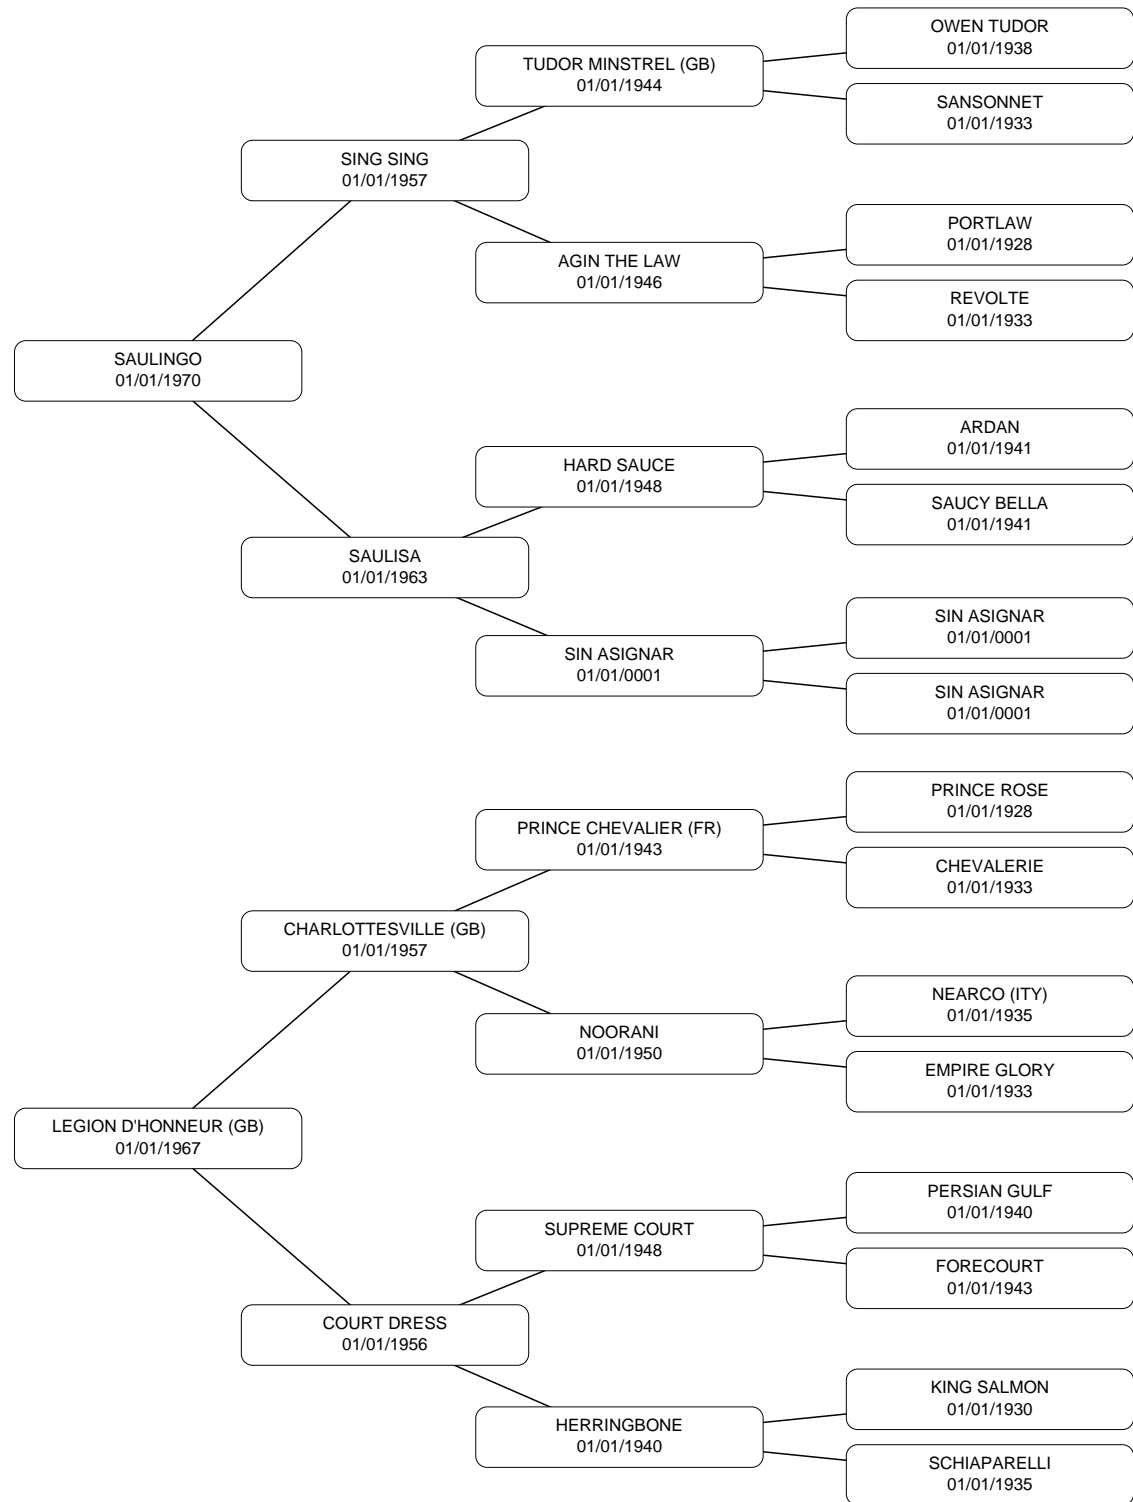 OWEN TUDOR
01/01/1938
TUDOR MINSTREL (GB)
01/01/1944
SANSONNET
01/01/1933
SING SING
01/01/1957
PORTLAW
01/01/1928
AGIN THE LAW
01/01/1946
REVOLTE
01/01/1933
SAULINGO
01/01/1970
ARDAN
01/01/1941
HARD SAUCE
01/01/1948
SAUCY BELLA
01/01/1941
SAULISA
01/01/1963
SIN ASIGNAR
01/01/0001
SIN ASIGNAR
01/01/0001
SIN ASIGNAR
01/01/0001
PRINCE ROSE
01/01/1928
PRINCE CHEVALIER (FR)
01/01/1943
CHEVALERIE
01/01/1933
CHARLOTTESVILLE (GB)
01/01/1957
NEARCO (ITY)
01/01/1935
NOORANI
01/01/1950
EMPIRE GLORY
01/01/1933
LEGION D'HONNEUR (GB)
01/01/1967
PERSIAN GULF
01/01/1940
SUPREME COURT
01/01/1948
FORECOURT
01/01/1943
COURT DRESS
01/01/1956
KING SALMON
01/01/1930
HERRINGBONE
01/01/1940
SCHIAPARELLI
01/01/1935